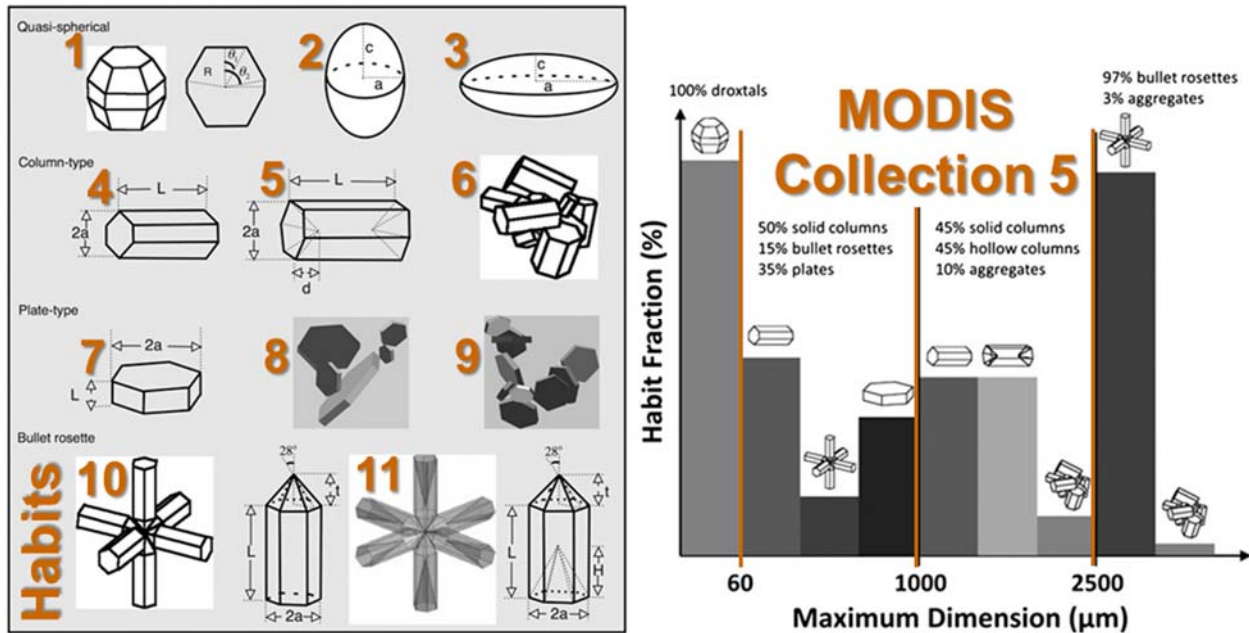 Quasi-spherical
1
R
θ₁
θ₂
2
c
a
3
c
a
Column-type
4
L
2a
5
L
2a
d
6
Plate-type
7
2a
L
8
9
Bullet rosette
Habits
10
28°
t
L
2a
11
28°
t
L
H
2a
MODIS
Collection 5
100% droxtals
97% bullet rosettes
3% aggregates
50% solid columns
15% bullet rosettes
35% plates
45% solid columns
45% hollow columns
10% aggregates
Habit Fraction (%)
60
1000
2500
Maximum Dimension (μm)